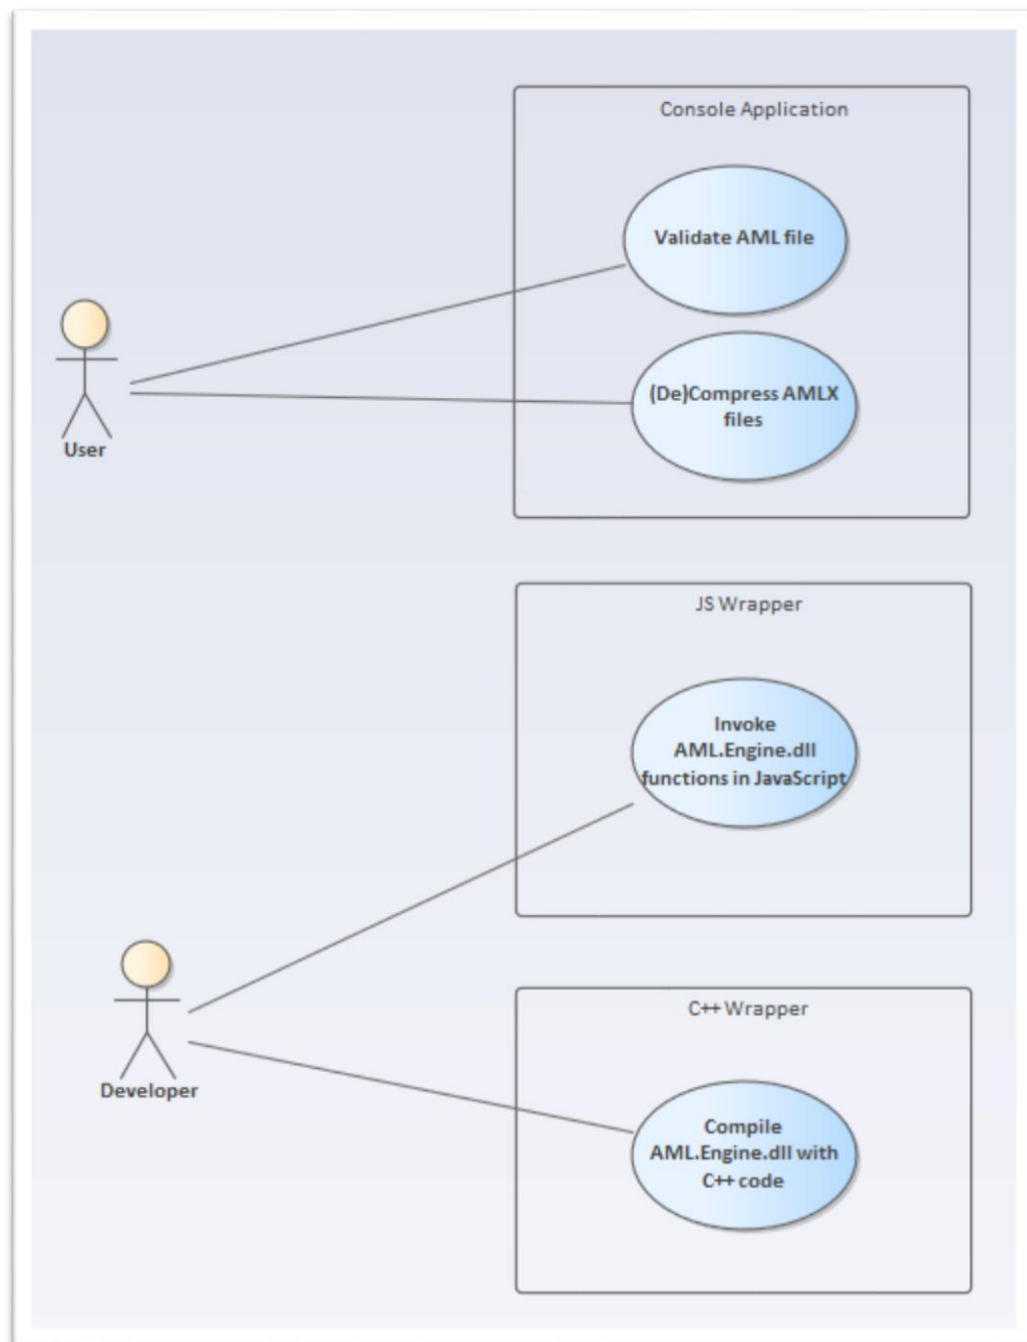 Console Application
Validate AML file
(De)Compress AMLX
files
User
JS Wrapper
Invoke
AML.Engine.dll
functions in JavaScript
Developer
C++ Wrapper
Compile
AML.Engine.dll with
C++ code